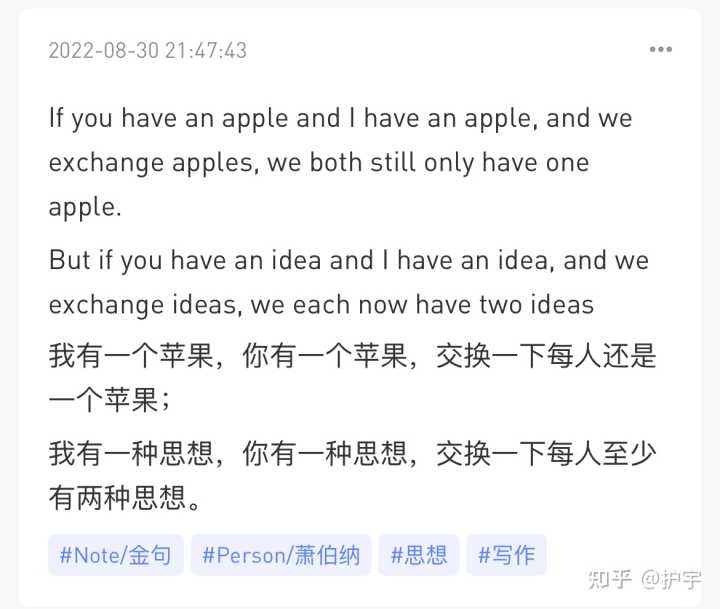 2022-08-30 21:47:43
If you have an apple and I have an apple, and we
exchange apples, we both still only have one
apple.
But if you have an idea and I have an idea, and we
exchange ideas, we each now have two ideas
我有一个苹果，你有一个苹果，交换一下每人还是
一个苹果；
我有一种思想，你有一种思想，交换一下每人至少
有两种思想。
#Note/金句 #Person/萧伯纳 #思想 #写作
知乎 @护宇